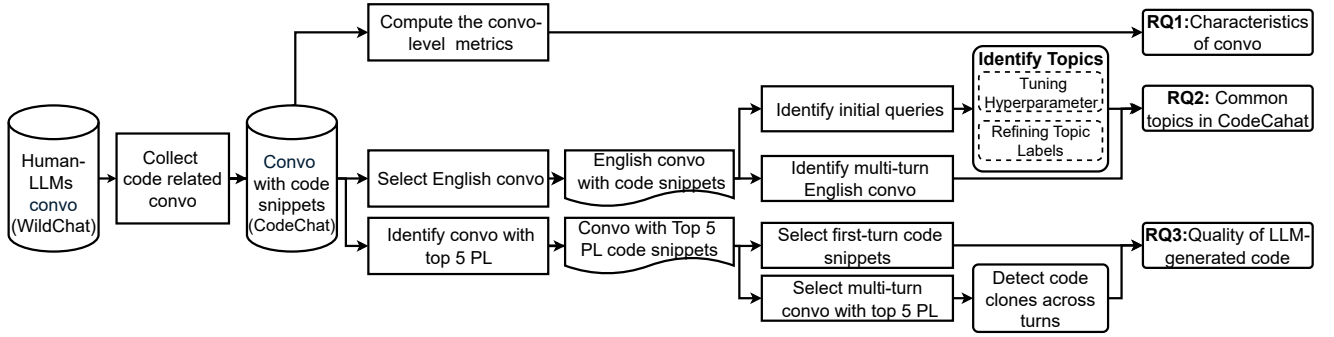 Human-
LLMs
convo
(WildChat)
Collect
code related
convo
Convo
with code
snippets
(CodeChat)
Compute the convo-
level metrics
Select English convo
English convo
with code snippets
Identify initial queries
Identify multi-turn
English convo
Identify Topics
Tuning
Hyperparameter
Refining Topic
Labels
Identify convo with
top 5 PL
Convo with Top 5
PL code snippets
Select first-turn code
snippets
Select multi-turn
convo with top 5 PL
Detect code
clones across
turns
RQ1:Characteristics
of convo
RQ2: Common
topics in CodeCahat
RQ3:Quality of LLM-
generated code